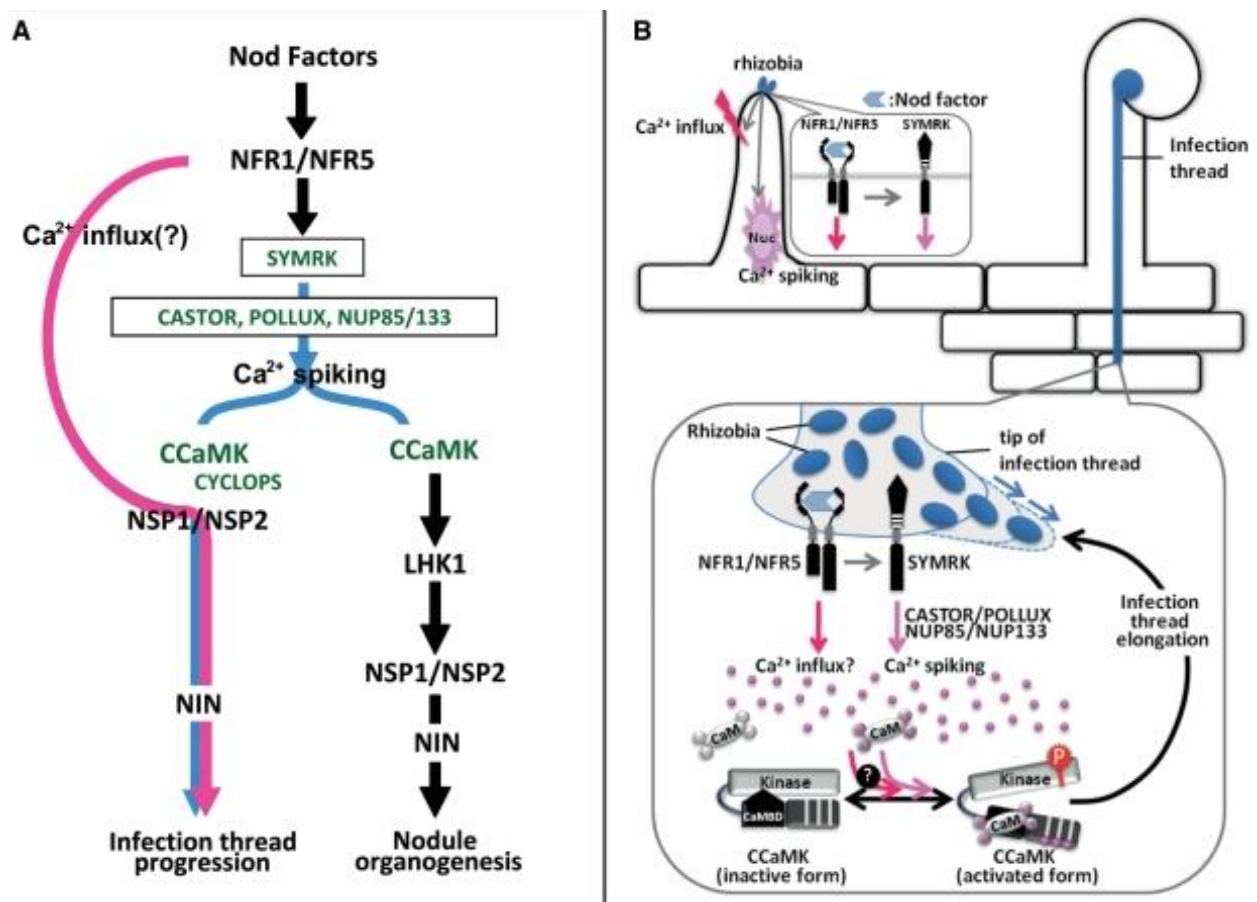 A
Nod Factors
NFR1/NFR5
Ca²⁺ influx(?)
SYMRK
CASTOR, POLLUX, NUP85/133
Ca²⁺ spiking
CCaMK
CYCLOPS
NSP1/NSP2
NIN
Infection thread
progression
CCaMK
LHK1
NSP1/NSP2
NIN
Nodule
organogenesis
B
rhizobia
:Nod factor
Ca²⁺ influx
NFR1/NFR5
SYMRK
Nuc
Ca²⁺ spiking
Infection
thread
Rhizobia
tip of
infection thread
NFR1/NFR5
SYMRK
CASTOR/POLLUX
NUP85/NUP133
Infection
thread
elongation
Ca²⁺ influx?
Ca²⁺ spiking
CaM
CaM
?
P
Kinase
Kinase
CaMBD
CaM
CCaMK
(inactive form)
CCaMK
(activated form)